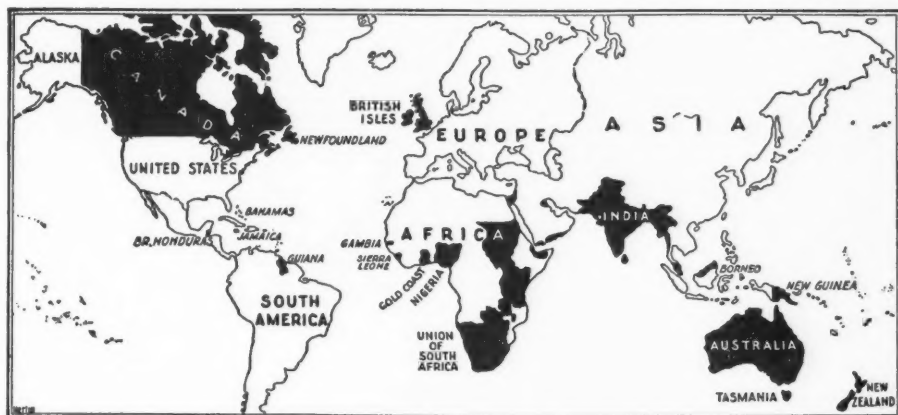 ALASKA
CANADA
NEWFOUNDLAND
UNITED STATES
BAHAMAS
BR. HONDURAS
JAMAICA
GUIANA
SOUTH
AMERICA
BRITISH
ISLES
EUROPE
ASIA
AFRICA
GAMBIA
SIERRA
LEONE
GOLD COAST
NIGERIA
UNION OF
SOUTH
AFRICA
INDIA
BORNEO
NEW GUINEA
AUSTRALIA
TASMANIA
NEW
ZEALAND